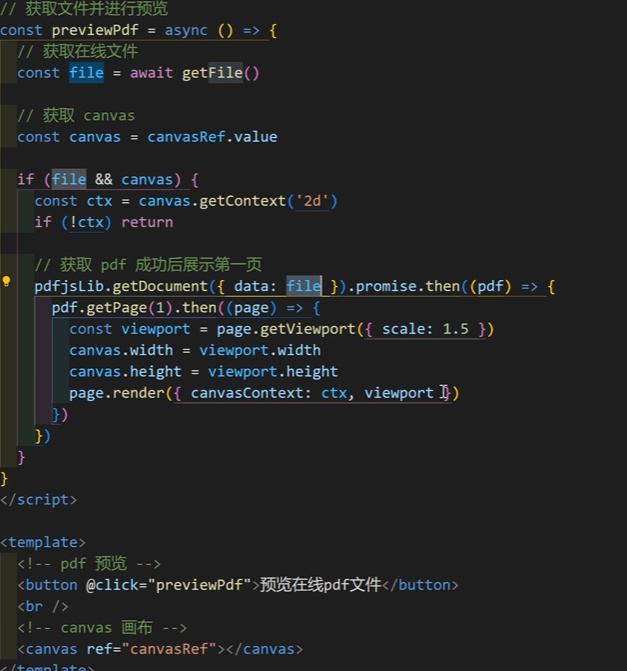 // 获取文件并进行预览
const previewPdf = async () => {
// 获取在线文件
const file = await getFile()
// 获取 canvas
const canvas = canvasRef.value
if (file && canvas) {
const ctx = canvas.getContext('2d')
if (!ctx) return
// 获取 pdf 成功后展示第一页
pdfjsLib.getDocument({ data: file }).promise.then((pdf) => {
pdf.getPage(1).then((page) => {
const viewport = page.getViewport({ scale: 1.5 })
canvas.width = viewport.width
canvas.height = viewport.height
page.render({ canvasContext: ctx, viewport })
})
})
}
}
</script>
<template>
<!-- pdf 预览 -->
<button @click="previewPdf">预览在线pdf文件</button>
<br />
<!-- canvas 画布 -->
<canvas ref="canvasRef"></canvas>
</template>